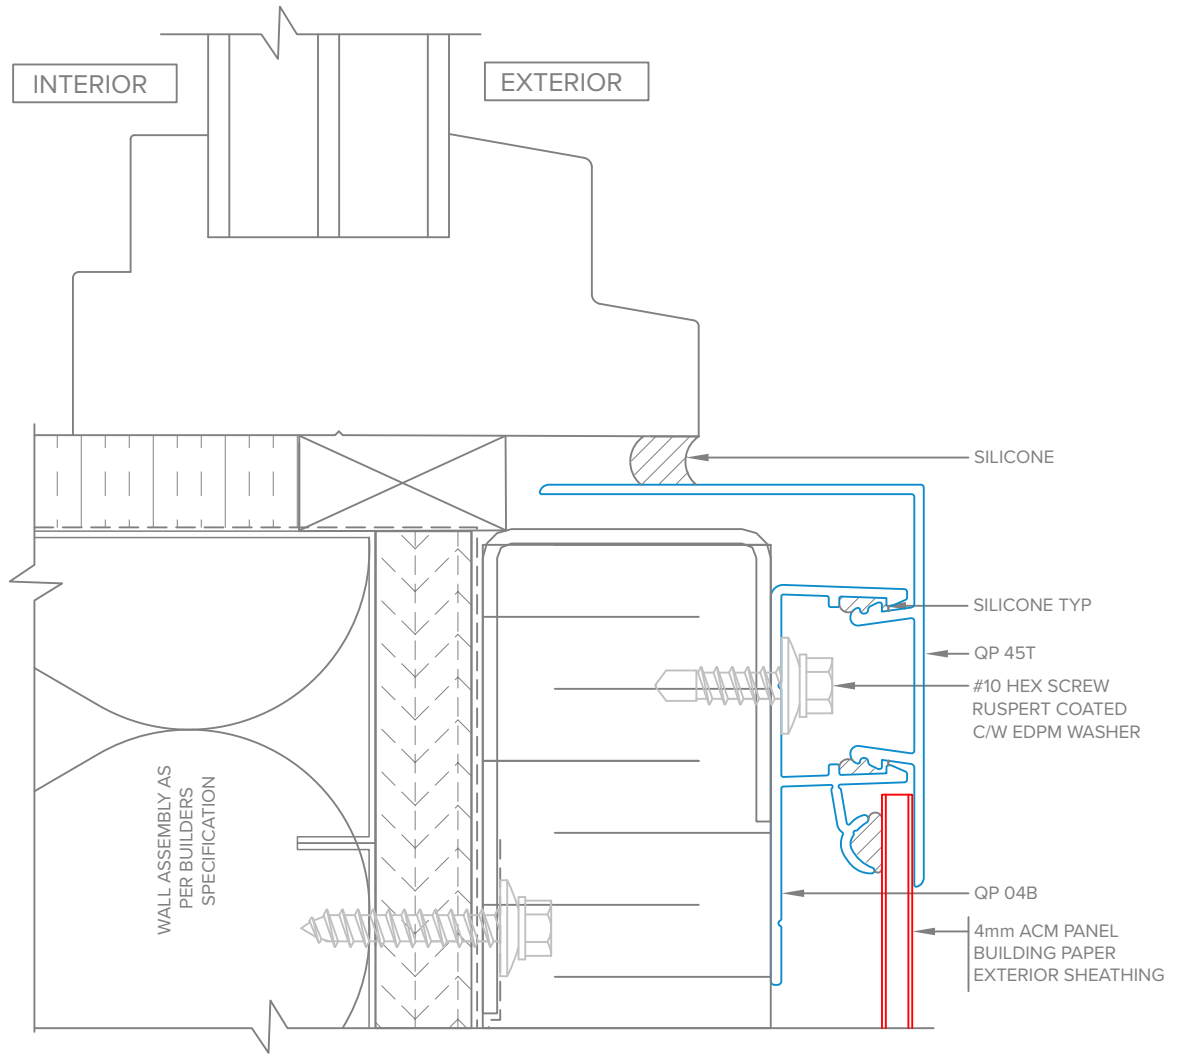 INTERIOR
EXTERIOR
SILICONE
SILICONE TYP
QP 45T
#10 HEX SCREW
RUSPERT COATED
C/W EDPM WASHER
WALL ASSEMBLY AS
PER BUILDERS
SPECIFICATION
QP 04B
4mm ACM PANEL
BUILDING PAPER
EXTERIOR SHEATHING